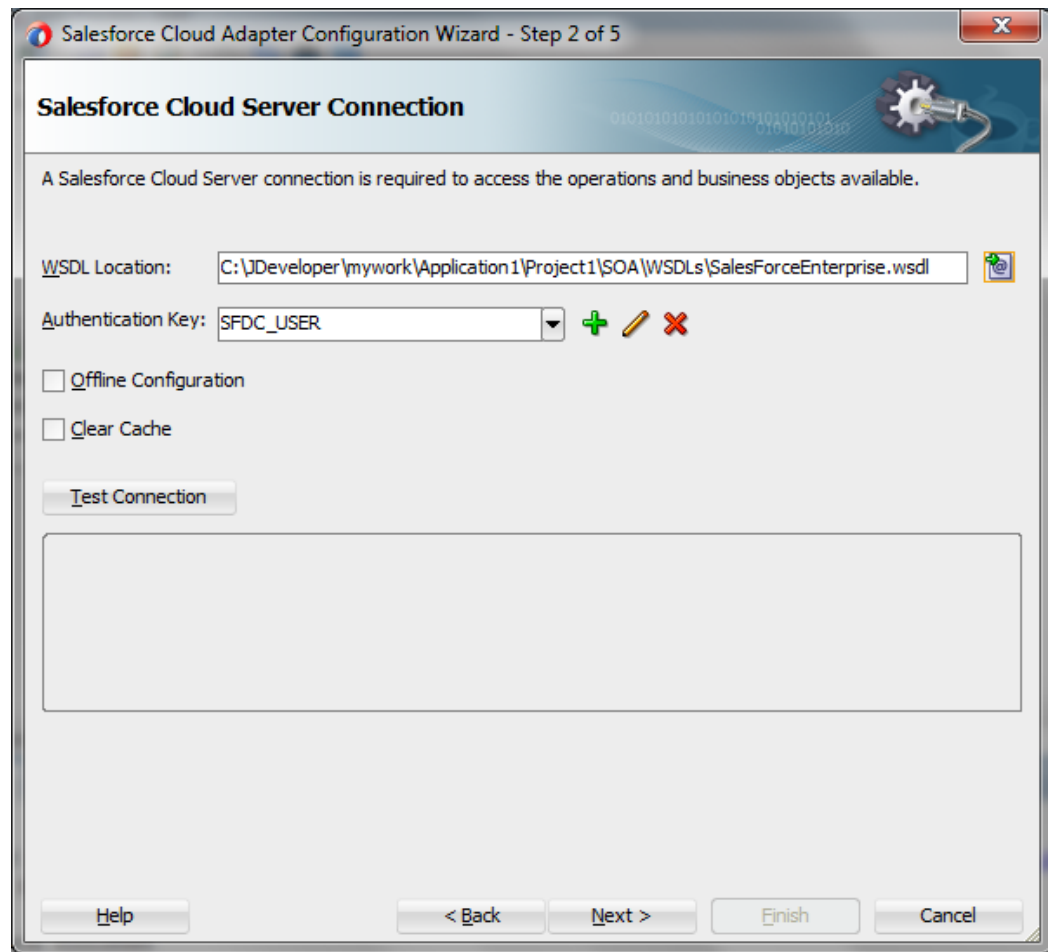 Salesforce Cloud Adapter Configuration Wizard - Step 2 of 5
Salesforce Cloud Server Connection
A Salesforce Cloud Server connection is required to access the operations and business objects available.
WSDL Location: C:\JDeveloper\mywork\Application1\Project1\SOA\WSDLs\SalesForceEnterprise.wsdl
Authentication Key: SFDC_USER
Offline Configuration
Clear Cache
Test Connection
Help < Back Next > Finish Cancel